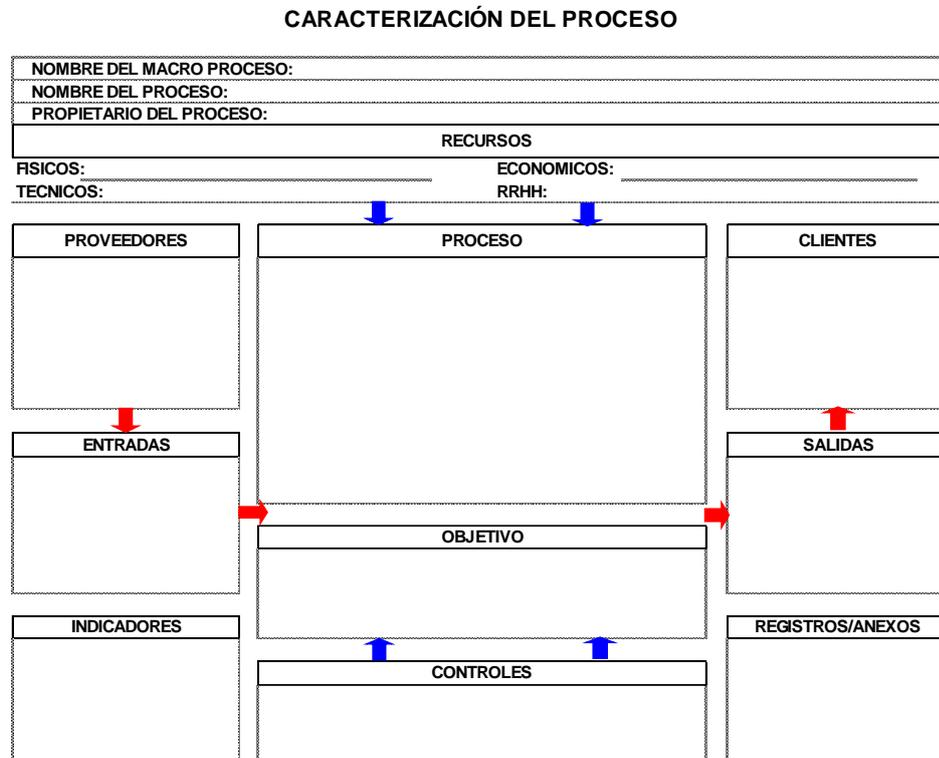 CARACTERIZACIÓN DEL PROCESO
NOMBRE DEL MACRO PROCESO:
NOMBRE DEL PROCESO:
PROPIETARIO DEL PROCESO:
RECURSOS
FISICOS: ECONOMICOS:
TECNICOS: RRHH:
PROVEEDORES PROCESO CLIENTES
ENTRADAS SALIDAS
OBJETIVO
INDICADORES REGISTROS/ANEXOS
CONTROLES